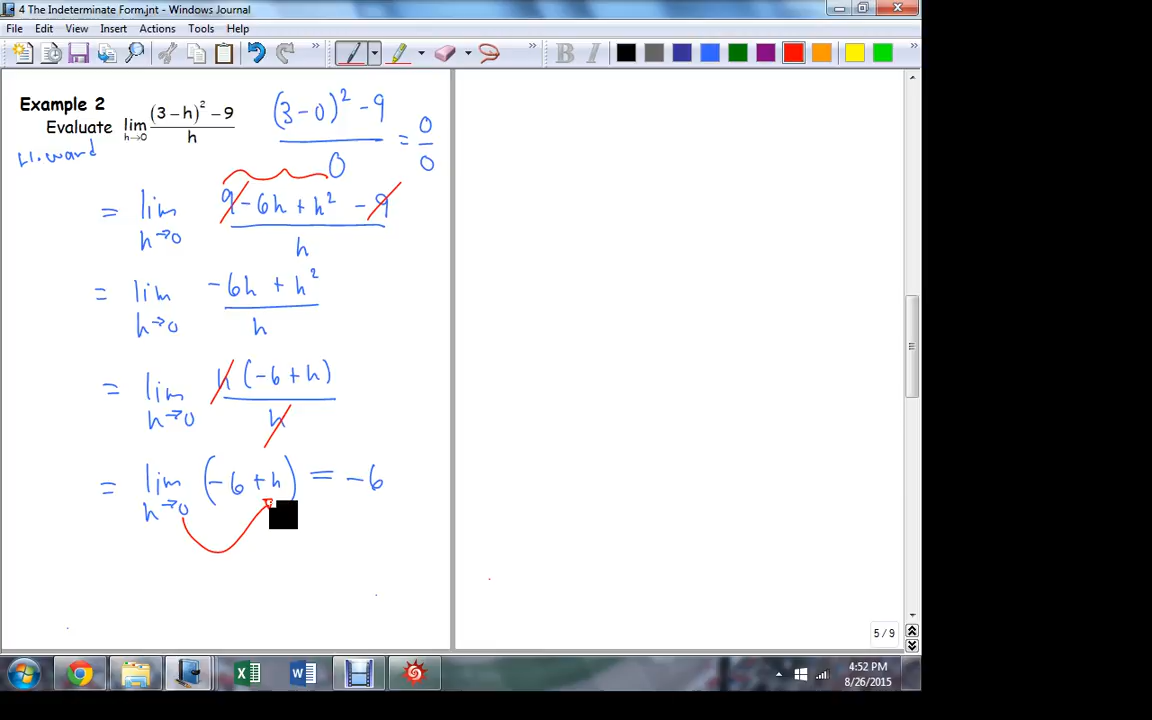 4 The Indeterminate Form.jnt - Windows Journal
File Edit View Insert Actions Tools Help
Example 2
Evaluate lim h→0 ((3 – h)² – 9) / h
((3 - 0)² - 9) / 0 = 0/0
= lim h→0 (9 - 6h + h² - 9) / h
= lim h→0 (-6h + h²) / h
= lim h→0 h(-6 + h) / h
= lim h→0 (-6 + h) = -6
5 / 9
4:52 PM
8/26/2015